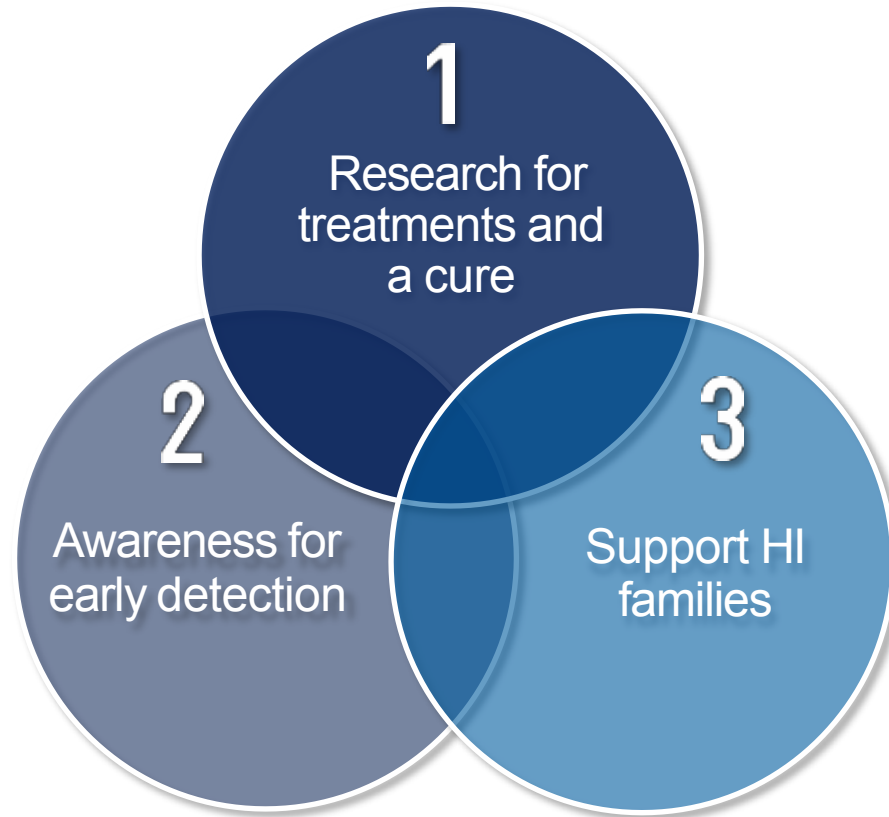 1
Research for
treatments and
a cure
2
Awareness for
early detection
3
Support HI
families